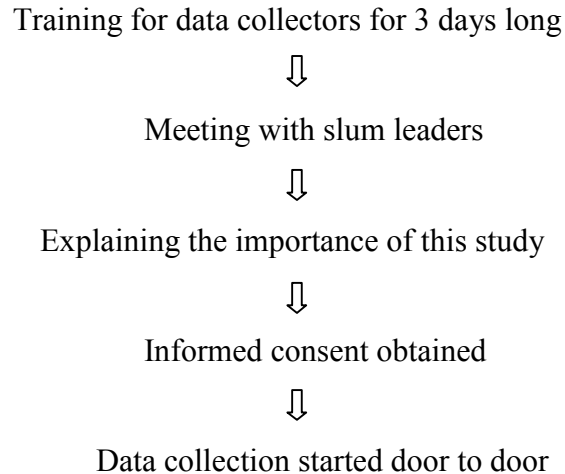 Training for data collectors for 3 days long
⇩
Meeting with slum leaders
⇩
Explaining the importance of this study
⇩
Informed consent obtained
⇩
Data collection started door to door